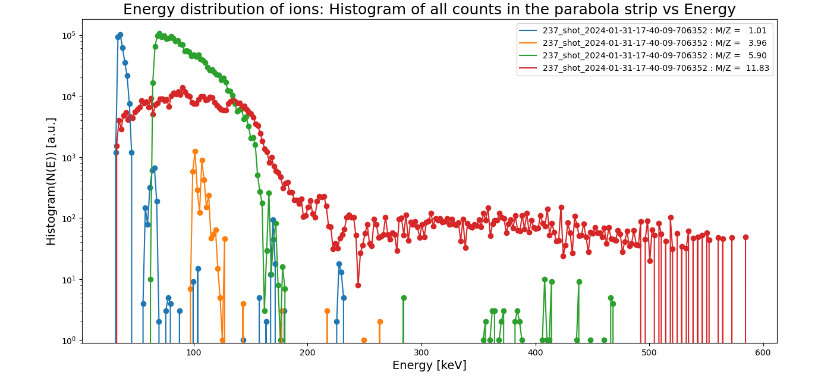 Energy distribution of ions: Histogram of all counts in the parabola strip vs Energy
237_shot_2024-01-31-17-40-09-706352 : M/Z = 1.01
237_shot_2024-01-31-17-40-09-706352 : M/Z = 3.96
237_shot_2024-01-31-17-40-09-706352 : M/Z = 5.90
237_shot_2024-01-31-17-40-09-706352 : M/Z = 11.83
Histogram(N(E)) [a.u.]
10⁵
10⁴
10³
10²
10¹
10⁰
100 200 300 400 500 600
Energy [keV]